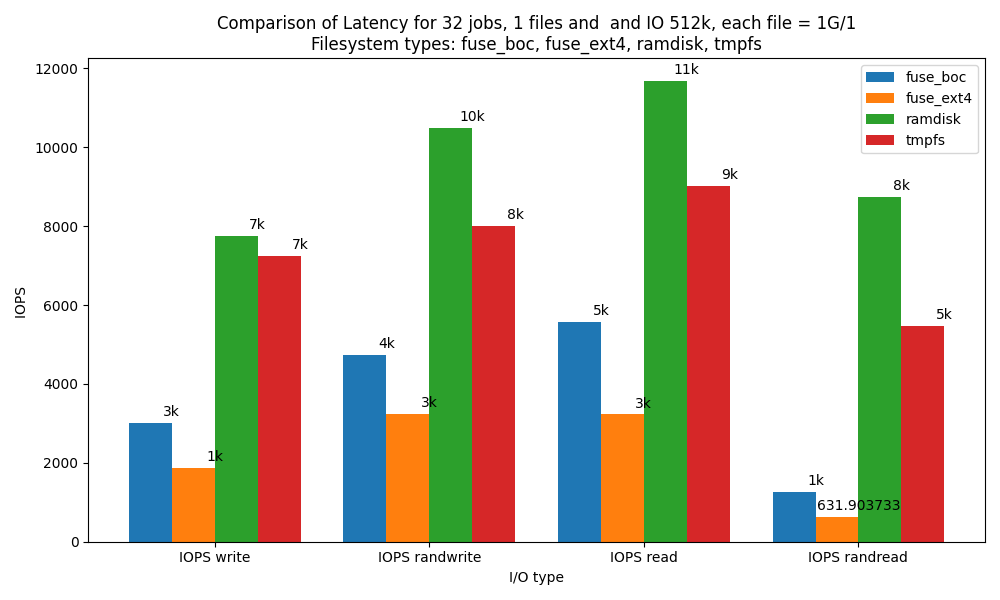 Comparison of Latency for 32 jobs, 1 files and  and IO 512k, each file = 1G/1
Filesystem types: fuse_boc, fuse_ext4, ramdisk, tmpfs
12000
10000
8000
6000
4000
2000
0
IOPS
3k
1k
7k
7k
4k
3k
10k
8k
5k
3k
11k
9k
1k
631.903733
8k
5k
fuse_boc
fuse_ext4
ramdisk
tmpfs
IOPS write
IOPS randwrite
IOPS read
IOPS randread
I/O type